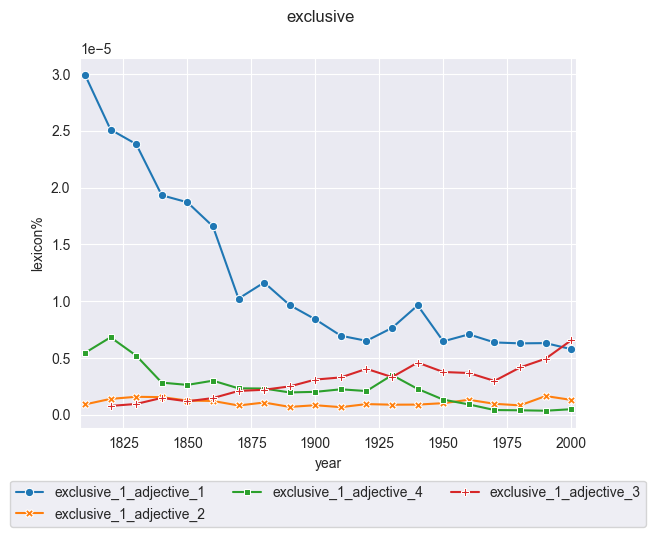 exclusive
1e−5
3.0
2.5
2.0
1.5
1.0
0.5
0.0
lexicon%
1825 1850 1875 1900 1925 1950 1975 2000
year
exclusive_1_adjective_1 exclusive_1_adjective_4 exclusive_1_adjective_3
exclusive_1_adjective_2